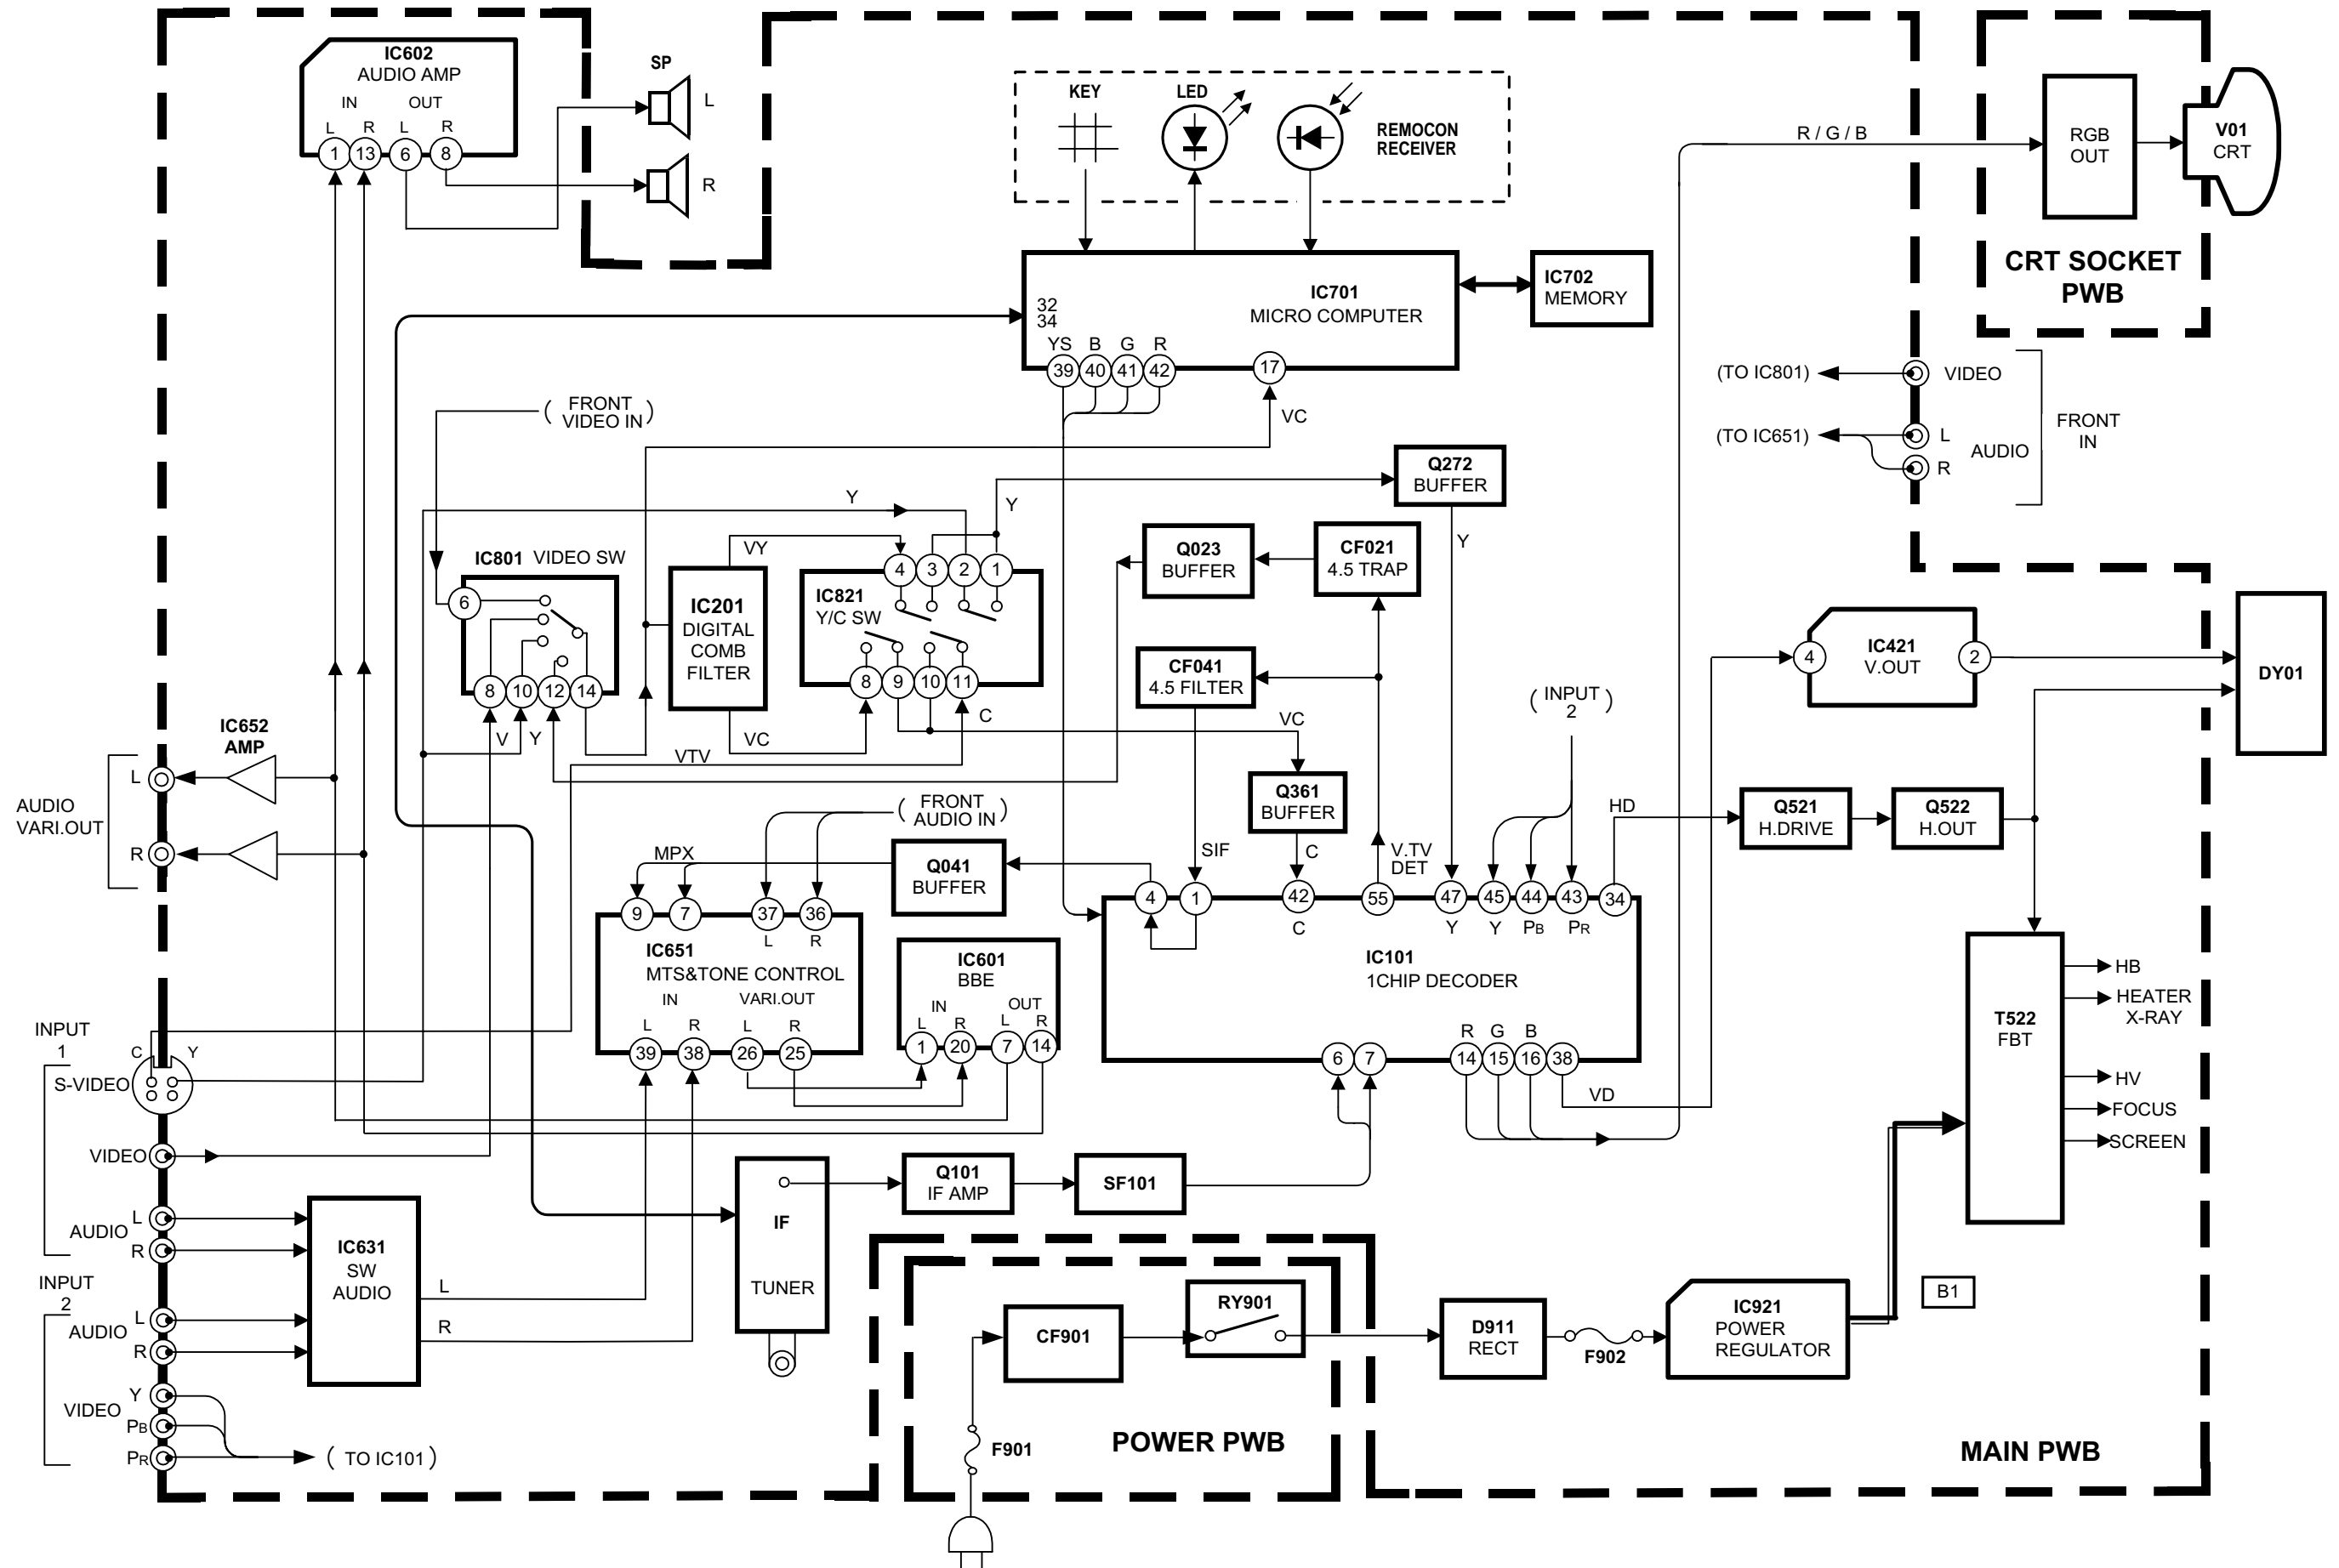 IC602
AUDIO AMP
IN OUT
L R L R
1 13 6 8
SP
L
R
KEY
LED
REMOCON
RECEIVER
IC701
MICRO COMPUTER
32
34
YS B G R
39 40 41 42
17
VC
IC702
MEMORY
R / G / B
RGB
OUT
V01
CRT
CRT SOCKET
PWB
(TO IC801)
VIDEO
(TO IC651)
L
AUDIO
R
FRONT
IN
( FRONT
VIDEO IN )
Q272
BUFFER
Y
Y
Y
IC801 VIDEO SW
6
8 10 12 14
V Y
VY
IC201
DIGITAL
COMB
FILTER
VC
VTV
4 3 2 1
IC821
Y/C SW
8 9 10 11
C
VC
Q023
BUFFER
CF021
4.5 TRAP
CF041
4.5 FILTER
Q361
BUFFER
C
SIF
V.TV
DET
( INPUT
2 )
4
IC421
V.OUT
2
DY01
HD
Q521
H.DRIVE
Q522
H.OUT
IC652
AMP
L
AUDIO
VARI.OUT
R
( FRONT
AUDIO IN )
MPX
Q041
BUFFER
9 7 37 36
L R
IC651
MTS&TONE CONTROL
IN VARI.OUT
L R L R
39 38 26 25
IC601
BBE
IN OUT
L R L R
1 20 7 14
4 1 42 55 47 45 44 43 34
C Y Y PB PR
IC101
1CHIP DECODER
R G B
6 7 14 15 16 38
VD
T522
FBT
HB
HEATER
X-RAY
HV
FOCUS
SCREEN
INPUT
1
C Y
S-VIDEO
VIDEO
L
AUDIO
R
INPUT
2
L
AUDIO
R
Y
VIDEO
PB
PR
( TO IC101 )
IC631
SW
AUDIO
L
R
IF
TUNER
Q101
IF AMP
SF101
CF901
RY901
F901
POWER PWB
D911
RECT
F902
IC921
POWER
REGULATOR
B1
MAIN PWB